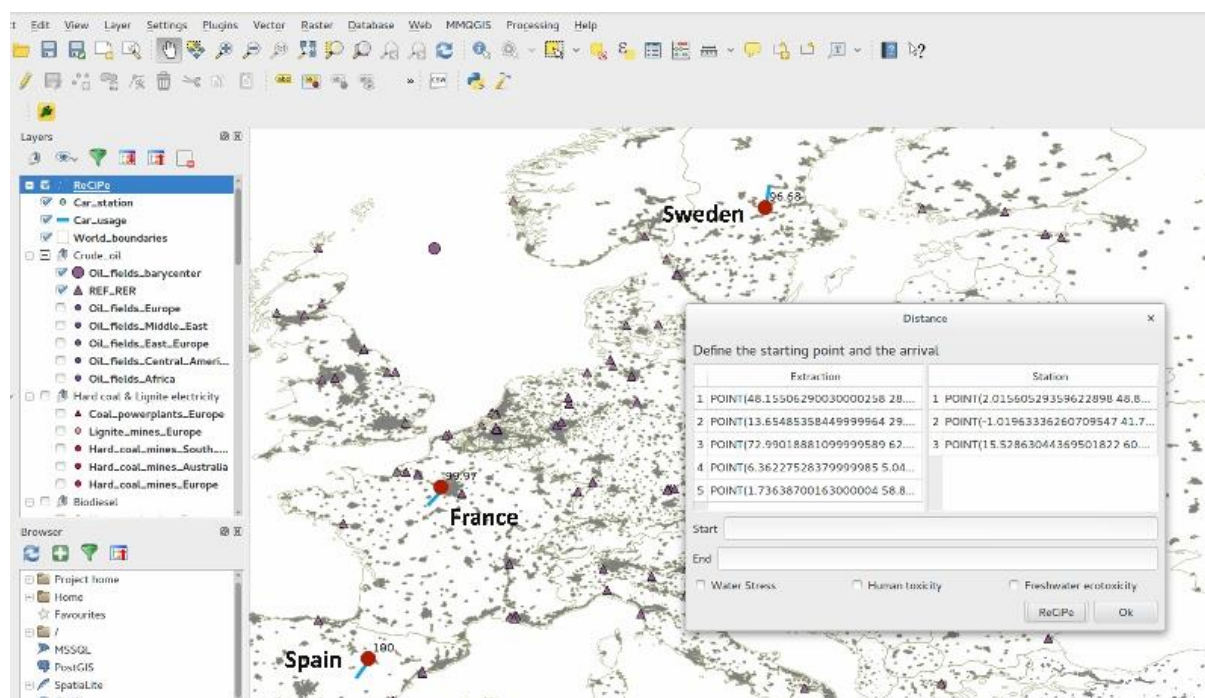 Edit View Layer Settings Plugins Vector Raster Database Web MMQGIS Processing Help
Layers
ReCiPe
Car_station
Car_usage
World_boundaries
Crude_oil
Oil_fields_barycenter
REF_RER
Oil_fields_Europe
Oil_fields_Middle_East
Oil_fields_East_Europe
Oil_fields_Central_Ameri...
Oil_fields_Africa
Hard coal & Lignite electricity
Coal_powerplants_Europe
Lignite_mines_Europe
Hard_coal_mines_South_...
Hard_coal_mines_Australia
Hard_coal_mines_Europe
Biodiesel
Browser
Project home
Home
Favourites
/
MSSQL
PostGIS
SpatiaLite
96.68
Sweden
99.97
France
100
Spain
Distance
Define the starting point and the arrival
Extraction Station
1 POINT(48.15506290030000258 28.... 1 POINT(2.01560529359622898 48.8...
2 POINT(13.65485358449999964 29.... 2 POINT(-1.01963336260709547 41.7...
3 POINT(72.99018881099999589 62.... 3 POINT(15.52863044369501822 60....
4 POINT(6.36227528379999985 5.04...
5 POINT(1.73638700163000004 58.8...
Start
End
Water Stress Human toxicity Freshwater ecotoxicity
ReCiPe Ok